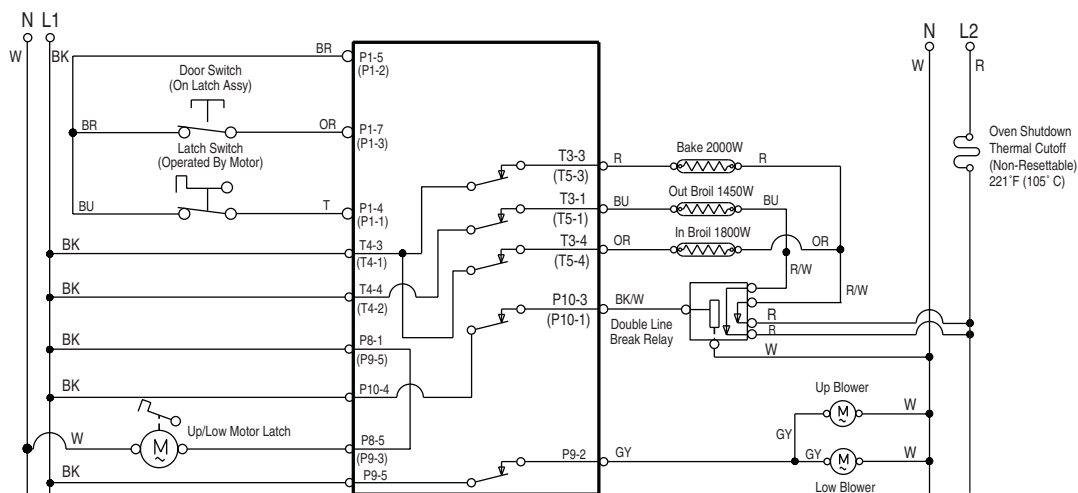 N L1
N L2
W
BK
BR
P1-5
(P1-2)
W
R
Door Switch
(On Latch Assy)
BR
OR
P1-7
(P1-3)
Latch Switch
(Operated By Motor)
BU
T
P1-4
(P1-1)
BK
T4-3
(T4-1)
BK
T4-4
(T4-2)
BK
P8-1
(P9-5)
BK
P10-4
Up/Low Motor Latch
W
M
P8-5
(P9-3)
BK
P9-5
T3-3
(T5-3)
T3-1
(T5-1)
T3-4
(T5-4)
P10-3
(P10-1)
P9-2
R
Bake 2000W
R
BU
Out Broil 1450W
BU
OR
In Broil 1800W
OR
R/W
R/W
BK/W
Double Line
Break Relay
R
R
W
Oven Shutdown
Thermal Cutoff
(Non-Resettable)
221˚F (105˚ C)
Up Blower
M
W
GY
GY
GY
M
W
Low Blower